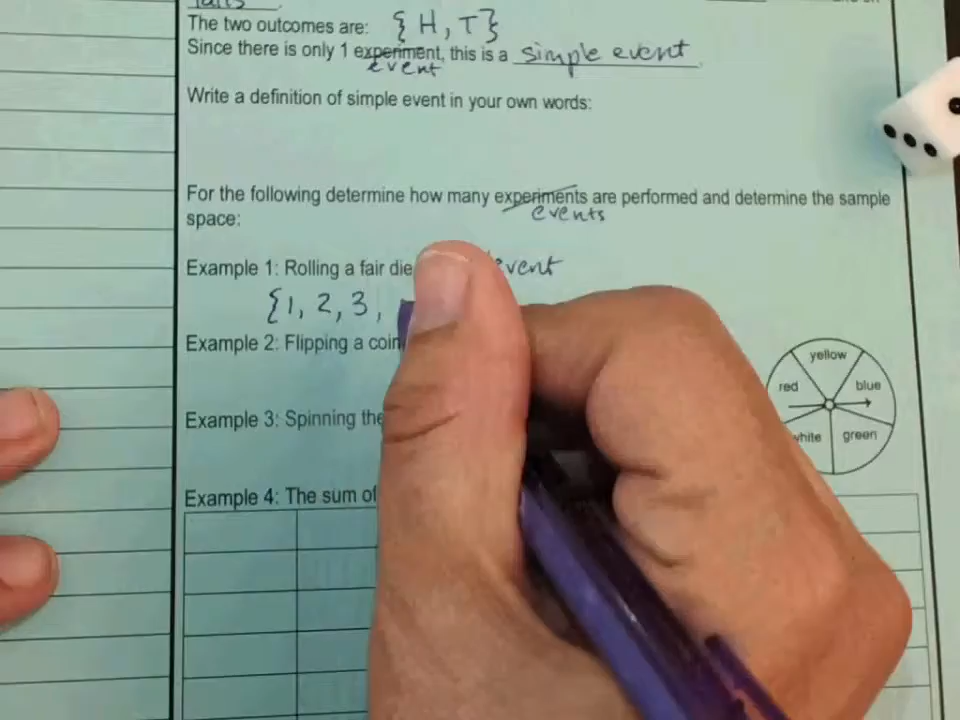 The two outcomes are: {H, T}
Since there is only 1 experiment, this is a simple event
event
Write a definition of simple event in your own words:
For the following determine how many experiments are performed and determine the sample
events
space:
Example 1: Rolling a fair die event
{1, 2, 3,
Example 2: Flipping a coin
Example 3: Spinning the
Example 4: The sum of
yellow
red blue
white green